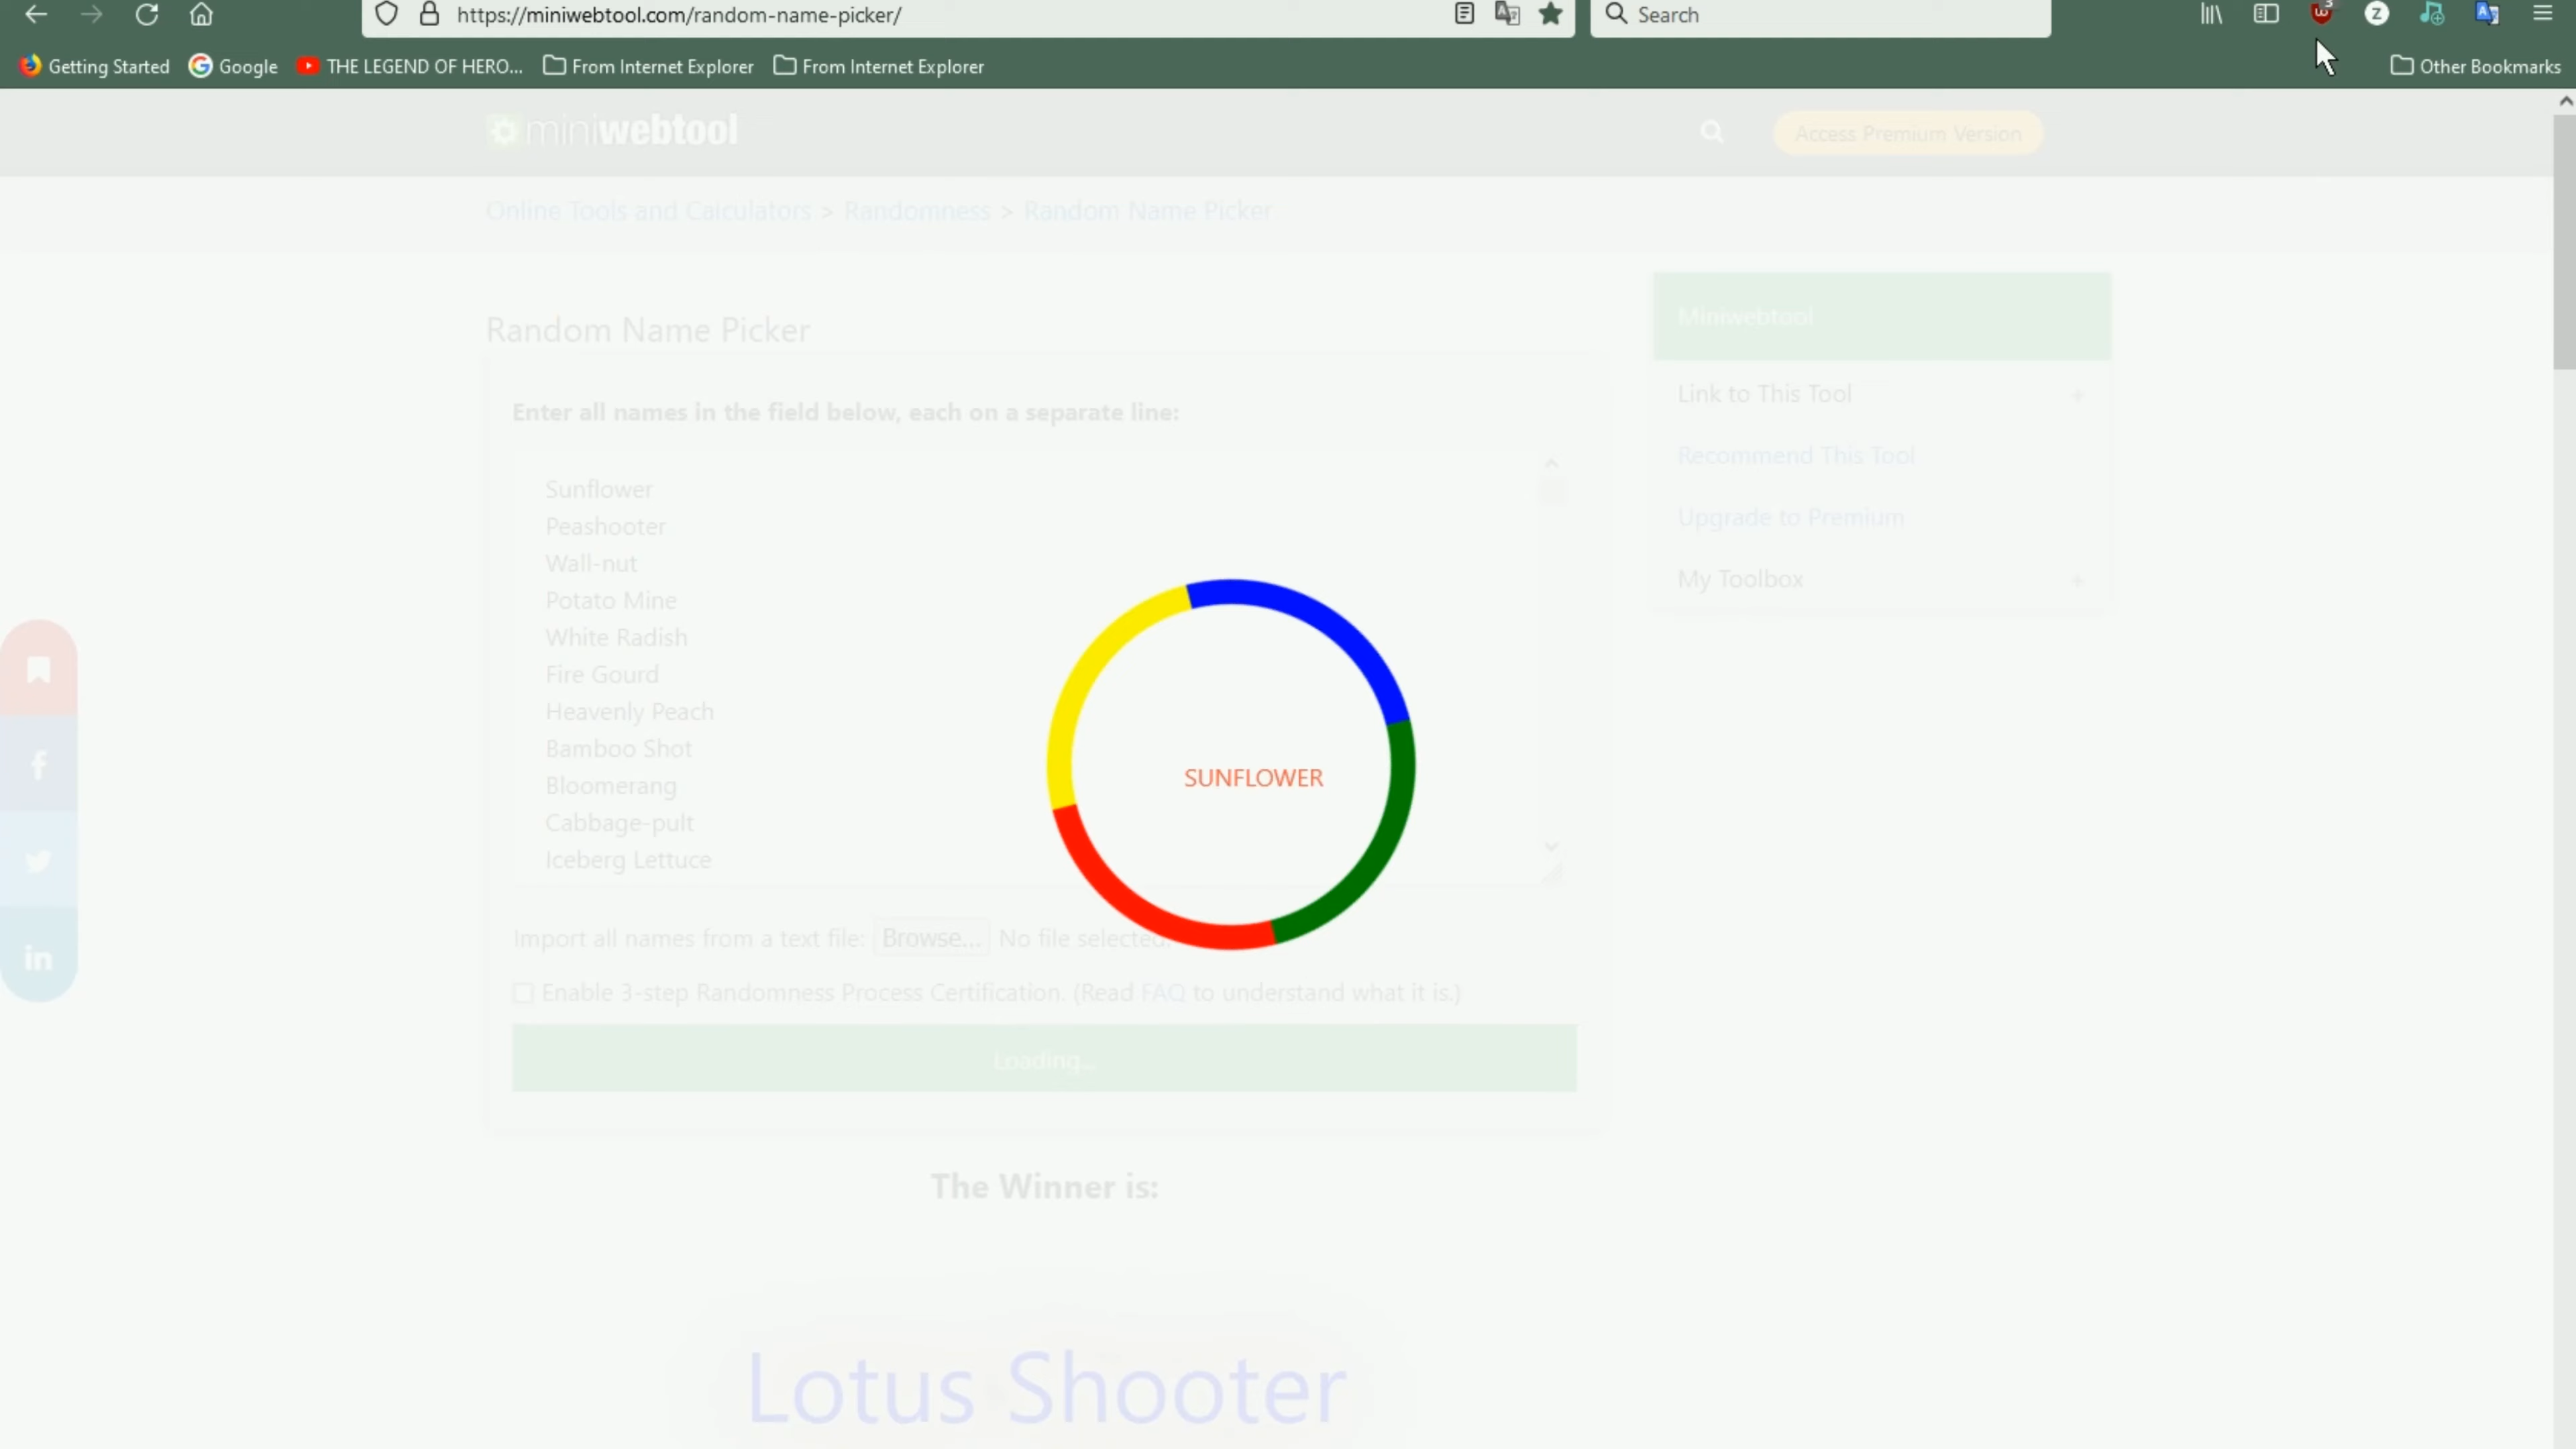 https://miniwebtool.com/random-name-picker/
Search
Getting Started
Google
THE LEGEND OF HERO...
From Internet Explorer
From Internet Explorer
Other Bookmarks
miniwebtool
Access Premium Version
Online Tools and Calculators > Randomness > Random Name Picker
Random Name Picker
Enter all names in the field below, each on a separate line:
Sunflower
Peashooter
Wall-nut
Potato Mine
White Radish
Fire Gourd
Heavenly Peach
Bamboo Shot
Bloomerang
Cabbage-pult
Iceberg Lettuce
SUNFLOWER
Import all names from a text file: Browse... No file selected.
Enable 3-step Randomness Process Certification. (Read FAQ to understand what it is.)
Loading...
The Winner is:
Lotus Shooter
Miniwebtool
Link to This Tool +
Recommend This Tool
Upgrade to Premium
My Toolbox +